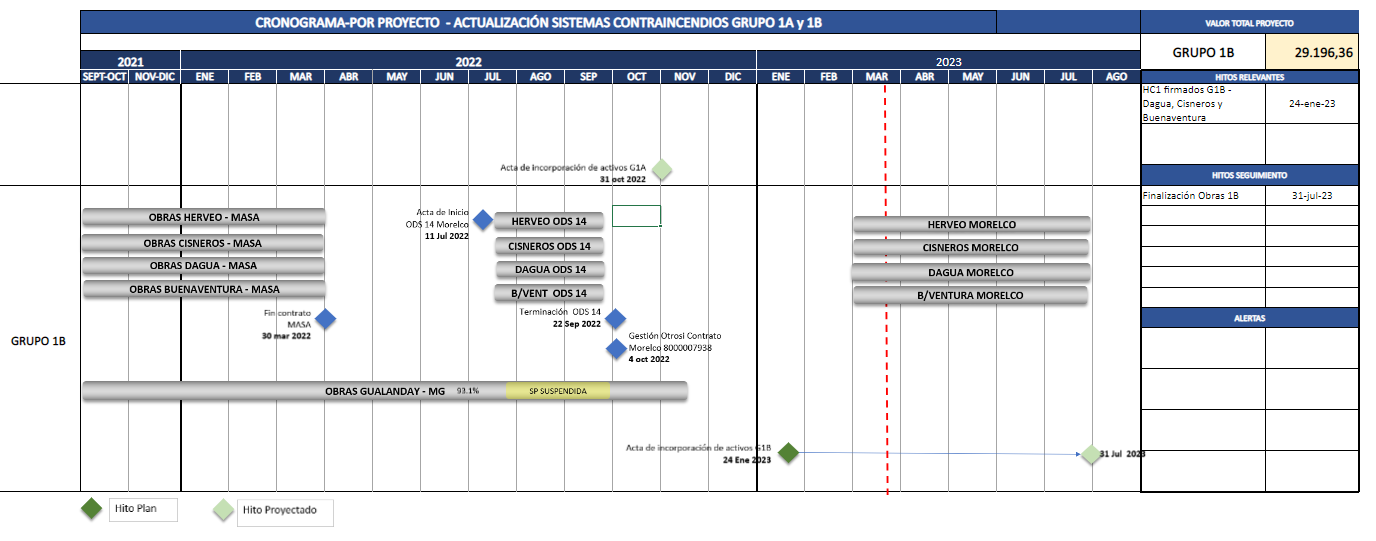 CRONOGRAMA-POR PROYECTO - ACTUALIZACIÓN SISTEMAS CONTRAINCENDIOS GRUPO 1A y 1B
VALOR TOTAL PROYECTO
GRUPO 1B 29.196,36
2021 2022 2023
SEPT-OCT NOV-DIC ENE FEB MAR ABR MAY JUN JUL AGO SEP OCT NOV DIC ENE FEB MAR ABR MAY JUN JUL AGO
HITOS RELEVANTES
HC1 firmados G1B -
Dagua, Cisneros y
Buenaventura
24-ene-23
Acta de incorporación de activos G1A
31 oct 2022
HITOS SEGUIMIENTO
Finalización Obras 1B 31-jul-23
GRUPO 1B
OBRAS HERVEO - MASA
OBRAS CISNEROS - MASA
OBRAS DAGUA - MASA
OBRAS BUENAVENTURA - MASA
Fin contrato
MASA
30 mar 2022
Acta de Inicio
ODS 14 Morelco
11 Jul 2022
HERVEO ODS 14
CISNEROS ODS 14
DAGUA ODS 14
B/VENT ODS 14
Terminación ODS 14
22 Sep 2022
Gestión Otrosi Contrato
Morelco 8000007938
4 oct 2022
HERVEO MORELCO
CISNEROS MORELCO
DAGUA MORELCO
B/VENTURA MORELCO
ALERTAS
OBRAS GUALANDAY - MG 93.1% SP SUSPENDIDA
Acta de incorporación de activos G1B
24 Ene 2023
31 Jul 2023
Hito Plan
Hito Proyectado